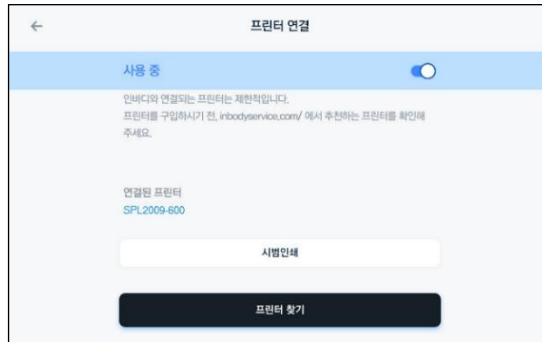 프린터 연결
사용 중
인바디와 연결되는 프린터는 제한적입니다.
프린터를 구입하시기 전, inbodyservice.com/ 에서 추천하는 프린터를 확인해
주세요.
연결된 프린터
SPL2009-600
시범인쇄
프린터 찾기